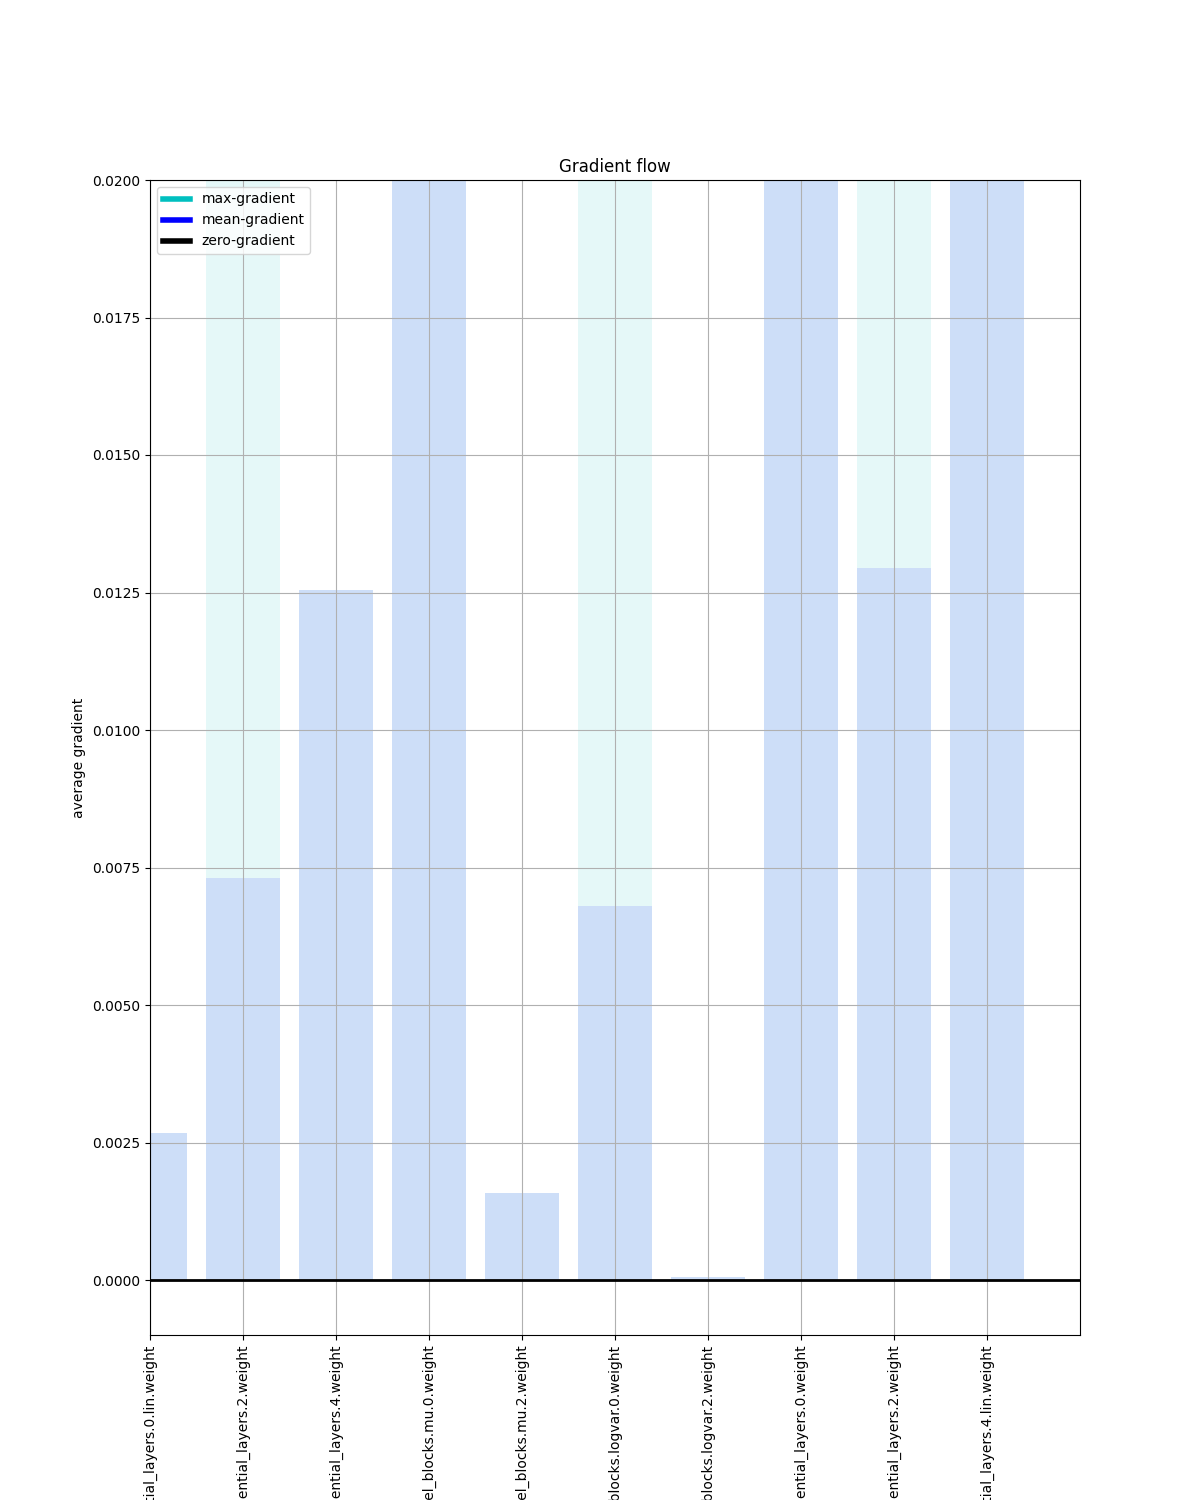 Gradient flow
max-gradient
mean-gradient
zero-gradient
0.0200
0.0175
0.0150
0.0125
0.0100
0.0075
0.0050
0.0025
0.0000
average gradient
tial_layers.0.lin.weight
ential_layers.2.weight
ential_layers.4.weight
el_blocks.mu.0.weight
el_blocks.mu.2.weight
blocks.logvar.0.weight
blocks.logvar.2.weight
ential_layers.0.weight
ential_layers.2.weight
tial_layers.4.lin.weight